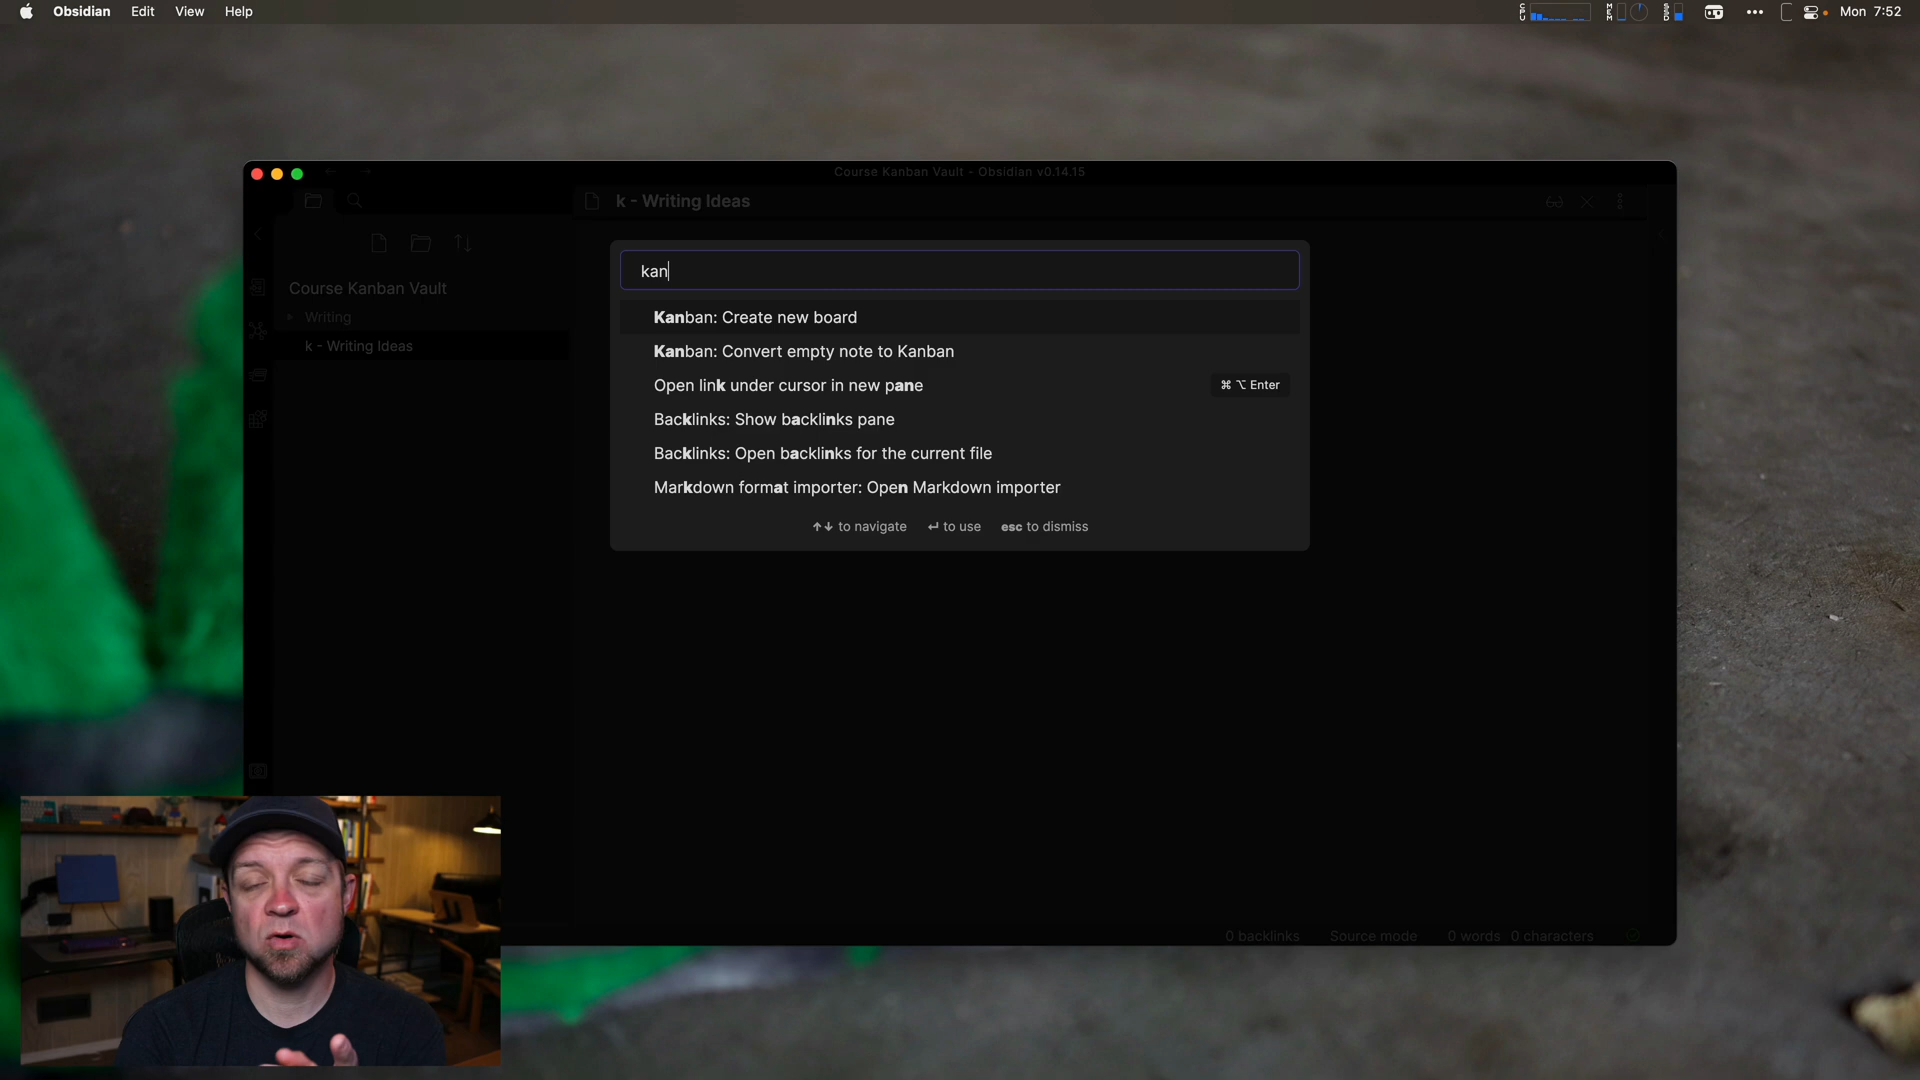 Obsidian Edit View Help
CPU MEM SSD Mon 7:52
Course Kanban Vault - Obsidian v0.14.15
k - Writing Ideas
Course Kanban Vault
Writing
k - Writing Ideas
kan
Kanban: Create new board
Kanban: Convert empty note to Kanban
Open link under cursor in new pane ⌘ ⌥ Enter
Backlinks: Show backlinks pane
Backlinks: Open backlinks for the current file
Markdown format importer: Open Markdown importer
↑↓ to navigate ↵ to use esc to dismiss
0 backlinks Source mode 0 words 0 characters